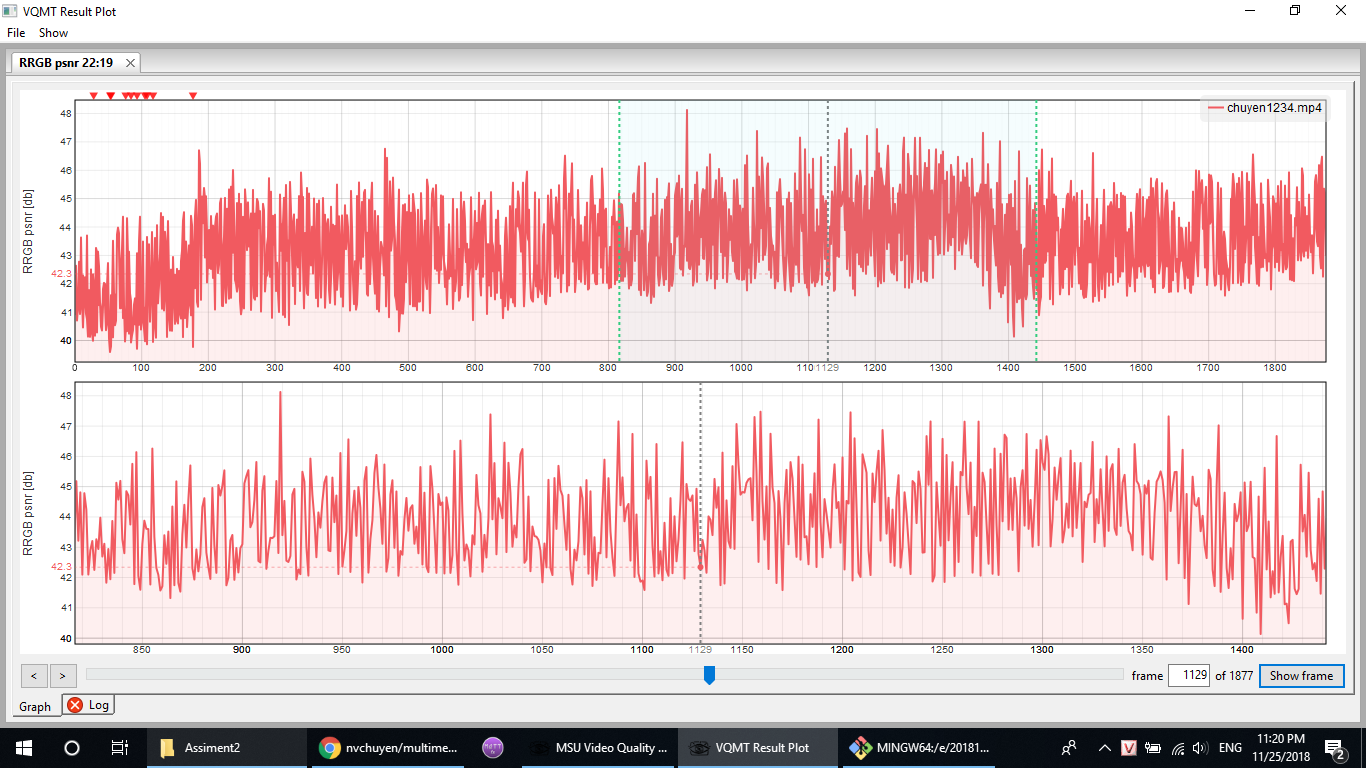 VQMT Result Plot
File Show
RRGB psnr 22:19
chuyen1234.mp4
RRGB psnr [db]
48
47
46
45
44
43
42.3
42
41
40
0 100 200 300 400 500 600 700 800 900 1000 1129 1200 1300 1400 1500 1600 1700 1800
RRGB psnr [db]
48
47
46
45
44
43
42.3
42
41
40
850 900 950 1000 1050 1100 1129 1150 1200 1250 1300 1350 1400
< > frame 1129 of 1877 Show frame
Graph Log
Assiment2 nvchuyen/multime... MSU Video Quality ... VQMT Result Plot MINGW64:/e/20181... V ENG 11:20 PM
11/25/2018 2